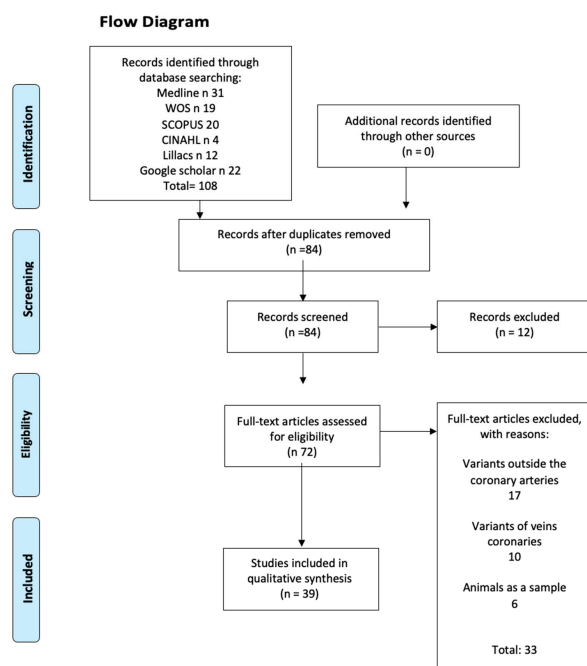 Flow Diagram
Identification
Records identified through
database searching:
Medline n 31
WOS n 19
SCOPUS 20
CINAHL n 4
Lillacs n 12
Google scholar n 22
Total= 108
Additional records identified
through other sources
(n = 0)
Screening
Records after duplicates removed
(n =84)
Records screened
(n =84)
Records excluded
(n = 12)
Eligibility
Full-text articles assessed
for eligibility
(n 72)
Full-text articles excluded,
with reasons:
Variants outside the
coronary arteries
17
Variants of veins
coronaries
10
Animals as a sample
6
Total: 33
Included
Studies included in
qualitative synthesis
(n = 39)